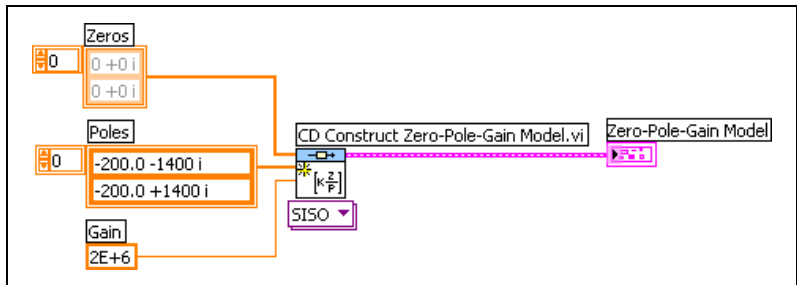 Zeros
0
0 +0 i
0 +0 i
Poles
0
-200.0 -1400 i
-200.0 +1400 i
Gain
2E+6
CD Construct Zero-Pole-Gain Model.vi
[K z/p]
SISO
Zero-Pole-Gain Model